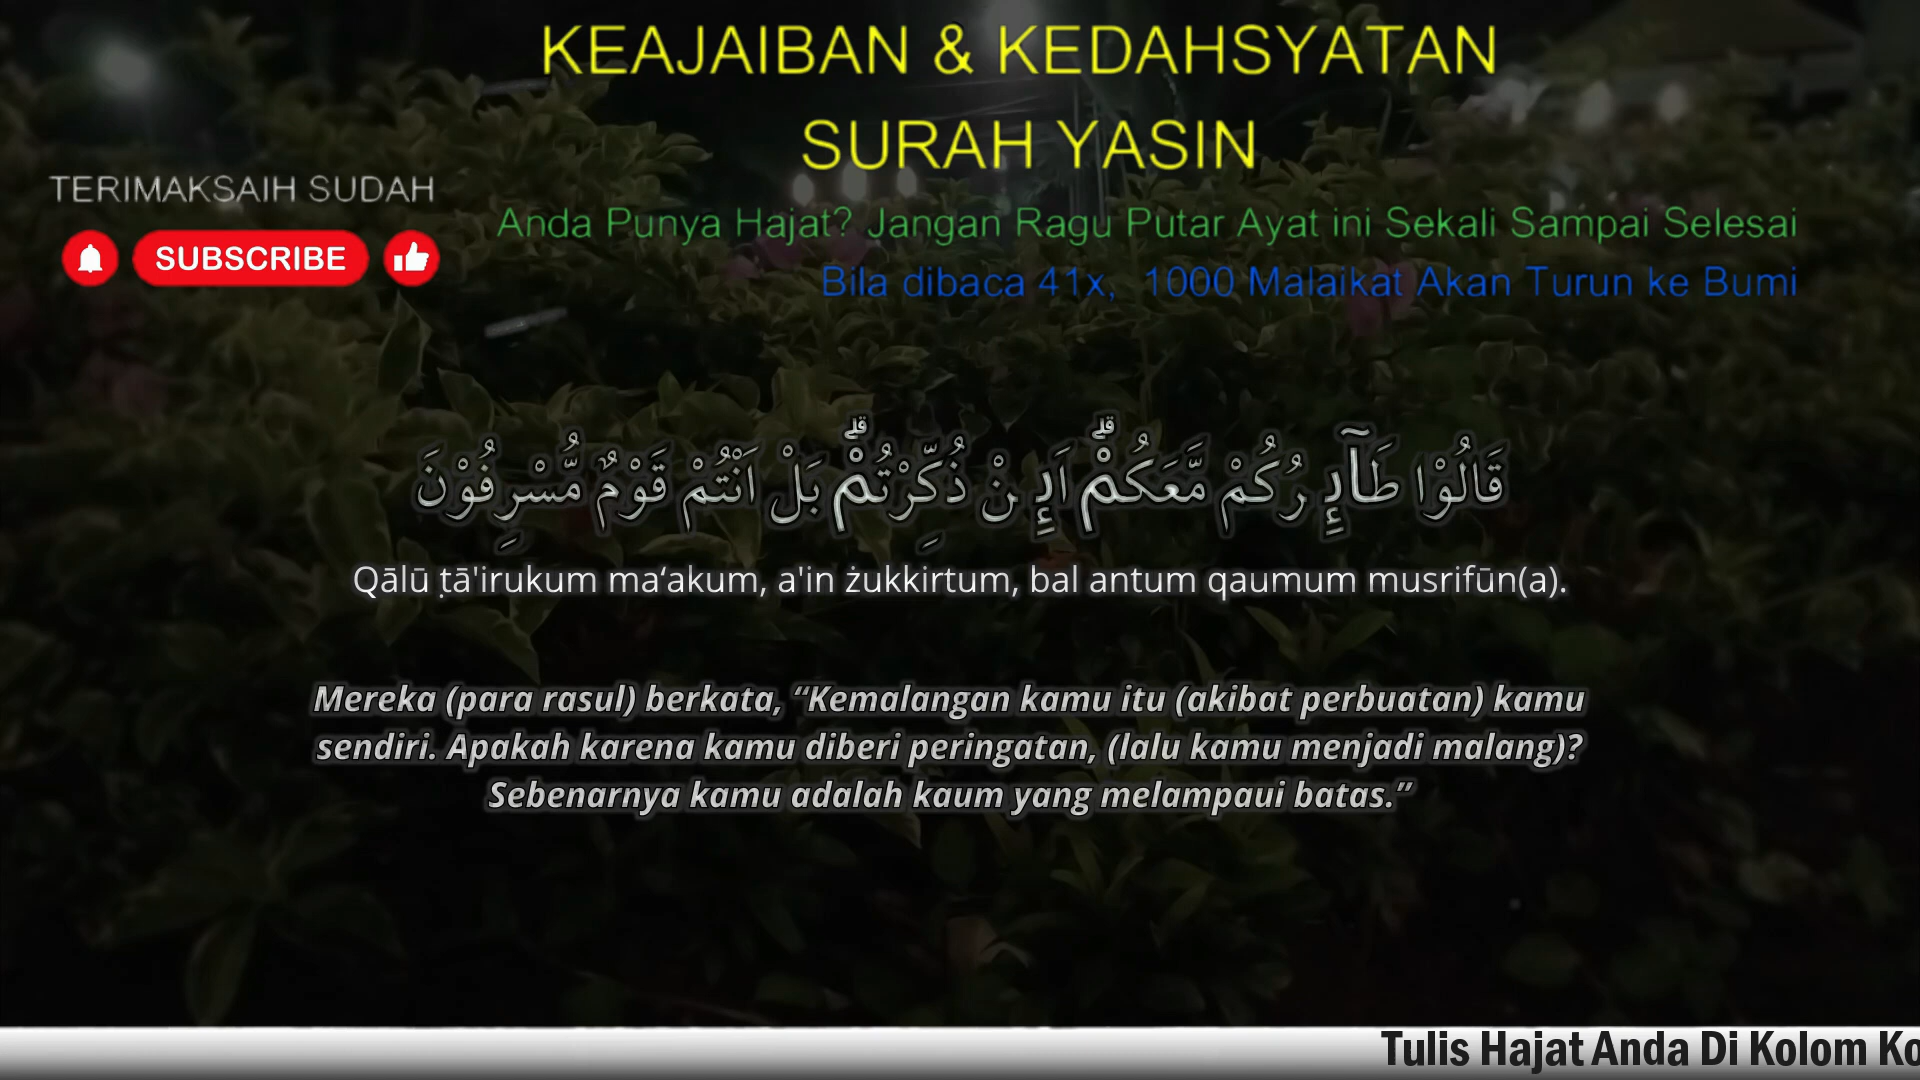 KEAJAIBAN & KEDAHSYATAN
SURAH YASIN
TERIMAKSAIH SUDAH
SUBSCRIBE
Anda Punya Hajat? Jangan Ragu Putar Ayat ini Sekali Sampai Selesai
Bila dibaca 41x, 1000 Malaikat Akan Turun ke Bumi
قَالُوْا طَآىِٕرُكُمْ مَّعَكُمْۗ اَىِٕنْ ذُكِّرْتُمْۗ بَلْ اَنْتُمْ قَوْمٌ مُّسْرِفُوْنَ
Qālū ṭā'irukum ma‘akum, a'in żukkirtum, bal antum qaumum musrifūn(a).
Mereka (para rasul) berkata, “Kemalangan kamu itu (akibat perbuatan) kamu
sendiri. Apakah karena kamu diberi peringatan, (lalu kamu menjadi malang)?
Sebenarnya kamu adalah kaum yang melampaui batas.”
Tulis Hajat Anda Di Kolom Ko